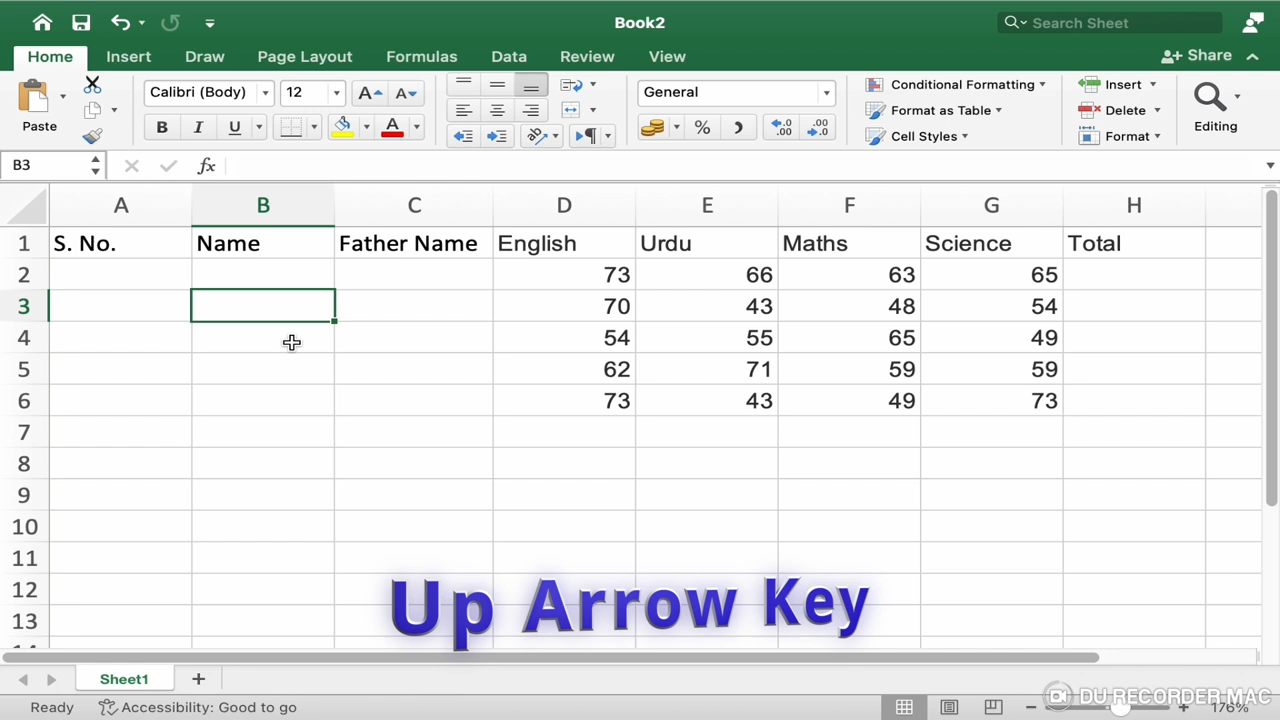 Book2
Search Sheet
Home Insert Draw Page Layout Formulas Data Review View Share
Paste
Calibri (Body) 12 A A
B I U A
General
% .00
Conditional Formatting
Format as Table
Cell Styles
Insert
Delete
Format
Editing
B3 fx
A B C D E F G H
1 S. No. Name Father Name English Urdu Maths Science Total
2 73 66 63 65
3 70 43 48 54
4 54 55 65 49
5 62 71 59 59
6 73 43 49 73
7
8
9
10
11
12
13
Up Arrow Key
Sheet1
Ready Accessibility: Good to go
DU RECORDER MAC
176%